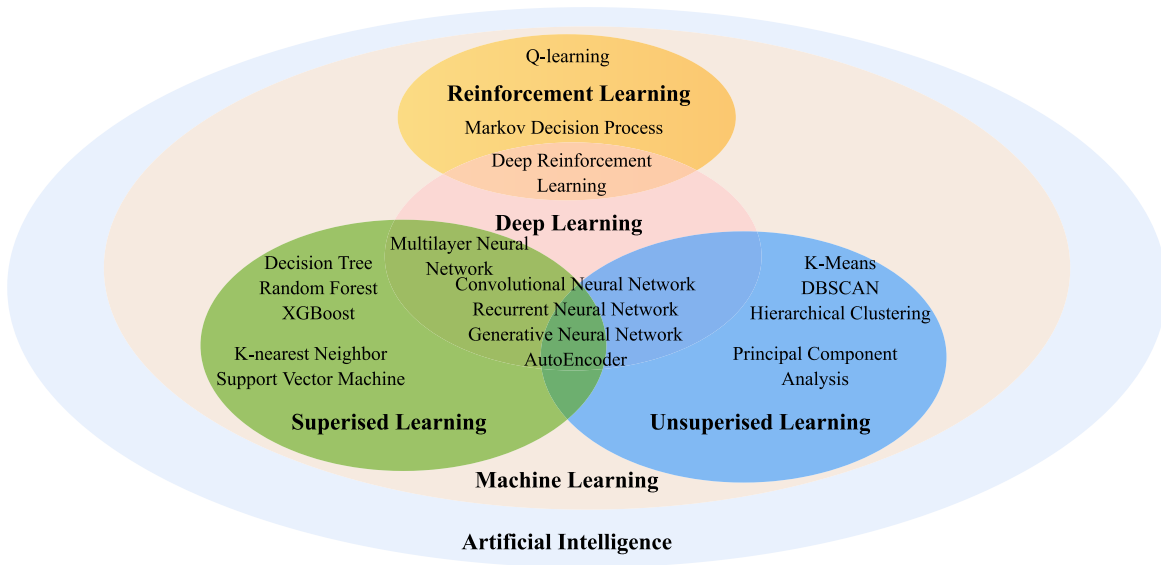 Q-learning
Reinforcement Learning
Markov Decision Process
Deep Reinforcement
Learning
Deep Learning
Multilayer Neural
Network
Decision Tree
Random Forest
XGBoost
K-nearest Neighbor
Support Vector Machine
Superised Learning
Convolutional Neural Network
Recurrent Neural Network
Generative Neural Network
AutoEncoder
K-Means
DBSCAN
Hierarchical Clustering
Principal Component
Analysis
Unsuperised Learning
Machine Learning
Artificial Intelligence